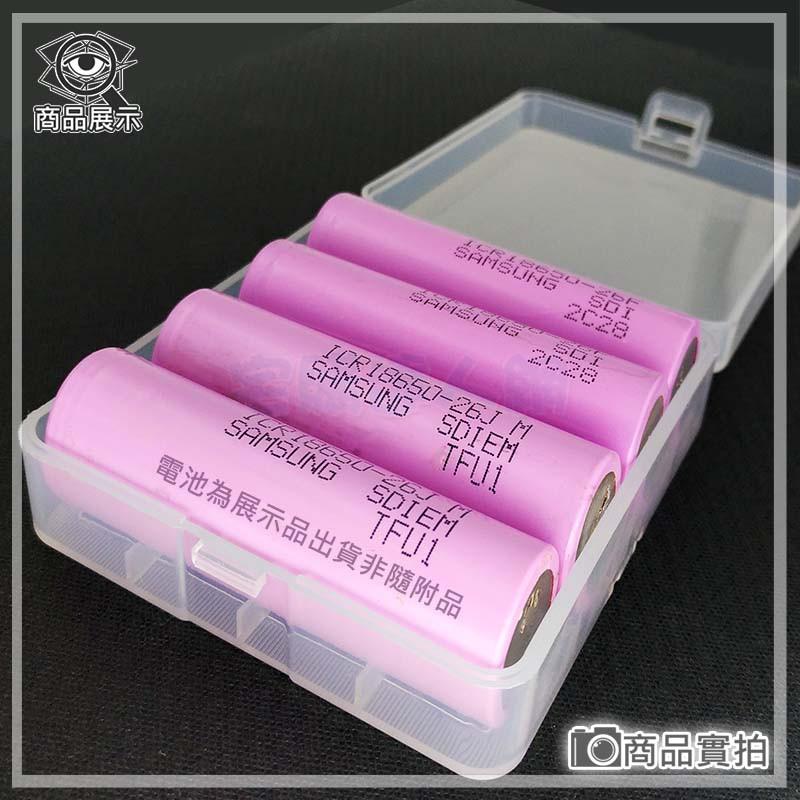 商品展示
ICR18650-26F
SAMSUNG SDI
2C28
ICR18650-26F
SAMSUNG SDI
2C28
ICR18650-26J M
SAMSUNG SDIEM
TFU1
ICR18650-26J M
SAMSUNG SDIEM
TFU1
電池為展示品出貨非隨附品
商品實拍